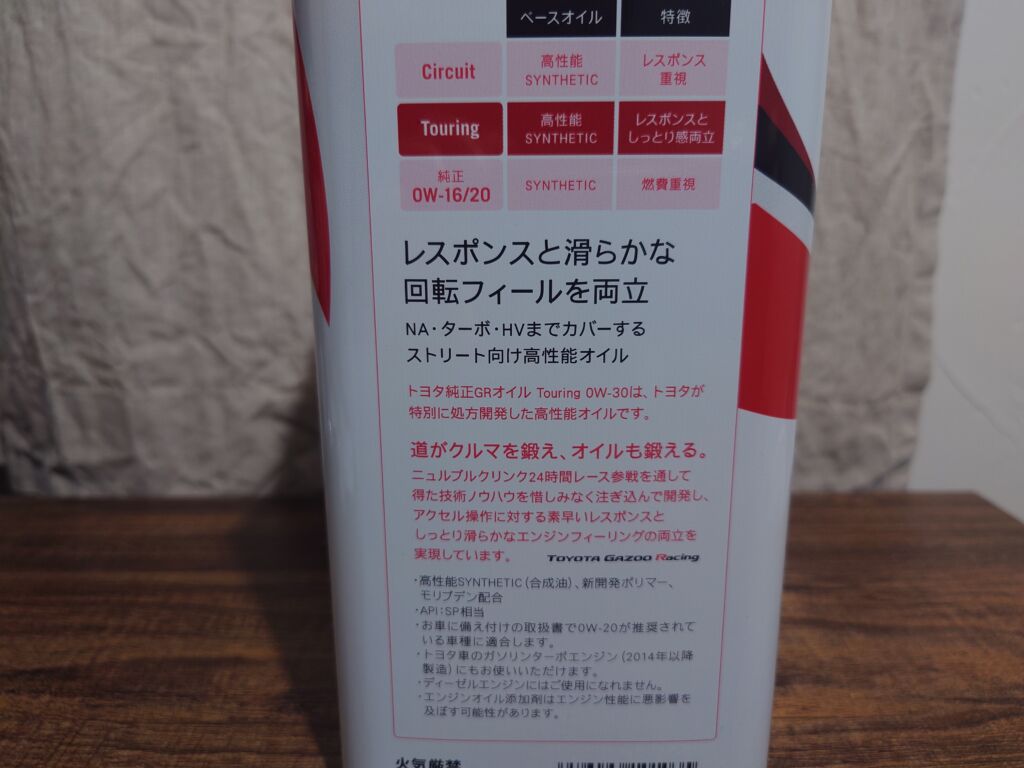 ベースオイル 特徴
Circuit 高性能 SYNTHETIC レスポンス 重視
Touring 高性能 SYNTHETIC レスポンスと しっとり感両立
純正 0W-16/20 SYNTHETIC 燃費重視
レスポンスと滑らかな
回転フィールを両立
NA・ターボ・HVまでカバーする
ストリート向け高性能オイル
トヨタ純正GRオイル Touring 0W-30は、トヨタが
特別に処方開発した高性能オイルです。
道がクルマを鍛え、オイルも鍛える。
ニュルブルクリンク24時間レース参戦を通して
得た技術ノウハウを惜しみなく注ぎ込んで開発し、
アクセル操作に対する素早いレスポンスと
しっとり滑らかなエンジンフィーリングの両立を
実現しています。 TOYOTA GAZOO Racing
・高性能SYNTHETIC（合成油）、新開発ポリマー、
モリブデン配合
・API：SP相当
・お車に備え付けの取扱書で0W-20が推奨されて
いる車種に適合します。
・トヨタ車のガソリンターボエンジン（2014年以降
製造）にもお使いいただけます。
・ディーゼルエンジンにはご使用になれません。
・エンジンオイル添加剤はエンジン性能に悪影響を
及ぼす可能性があります。
火気厳禁